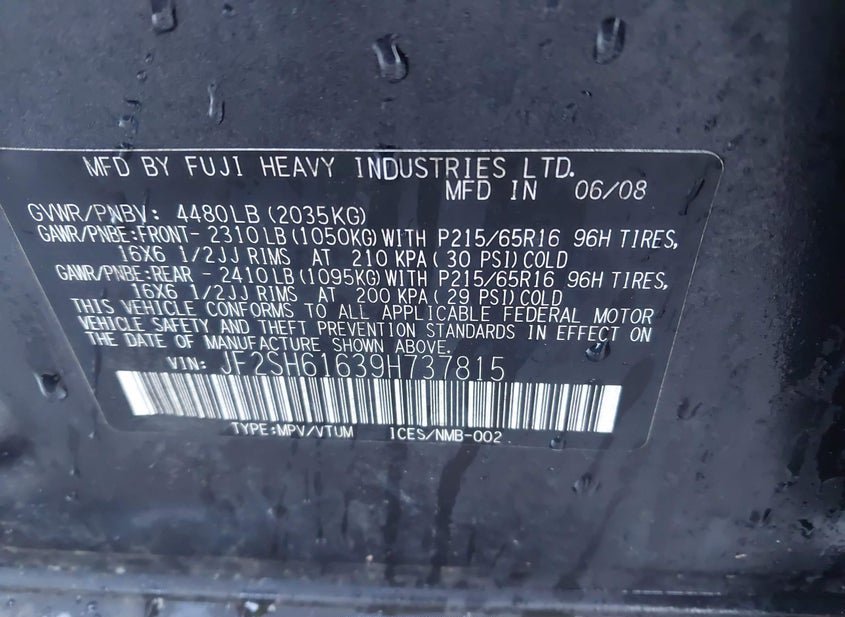 MFD BY FUJI HEAVY INDUSTRIES LTD.
MFD IN 06/08
GVWR/PNBV: 4480LB (2035KG)
GAWR/PNBE:FRONT- 2310LB (1050KG) WITH P215/65R16 96H TIRES,
16X6 1/2JJ RIMS AT 210 KPA ( 30 PSI) COLD
GAWR/PNBE:REAR - 2410LB (1095KG) WITH P215/65R16 96H TIRES,
16X6 1/2JJ RIMS AT 200 KPA ( 29 PSI) COLD
THIS VEHICLE CONFORMS TO ALL APPLICABLE FEDERAL MOTOR
VEHICLE SAFETY AND THEFT PREVENTION STANDARDS IN EFFECT ON
THE DATE OF MANUFACTURE SHOWN ABOVE.
VIN: JF2SH61639H737815
TYPE:MPV/VTUM 1CES/NMB-002